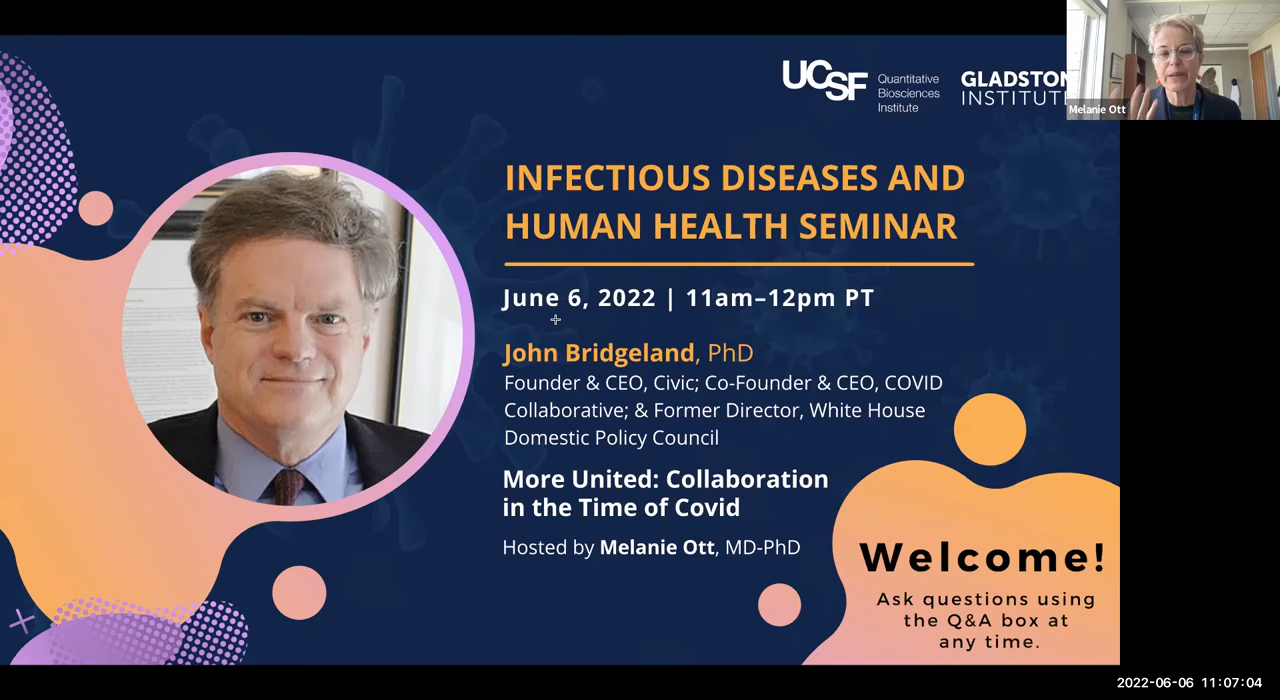 UCSF
Quantitative
Biosciences
Institute
GLADSTON
INSTITUT
Melanie Ott
INFECTIOUS DISEASES AND
HUMAN HEALTH SEMINAR
June 6, 2022 | 11am–12pm PT
John Bridgeland, PhD
Founder & CEO, Civic; Co-Founder & CEO, COVID
Collaborative; & Former Director, White House
Domestic Policy Council
More United: Collaboration
in the Time of Covid
Hosted by Melanie Ott, MD-PhD
Welcome!
Ask questions using
the Q&A box at
any time.
2022-06-06 11:07:04